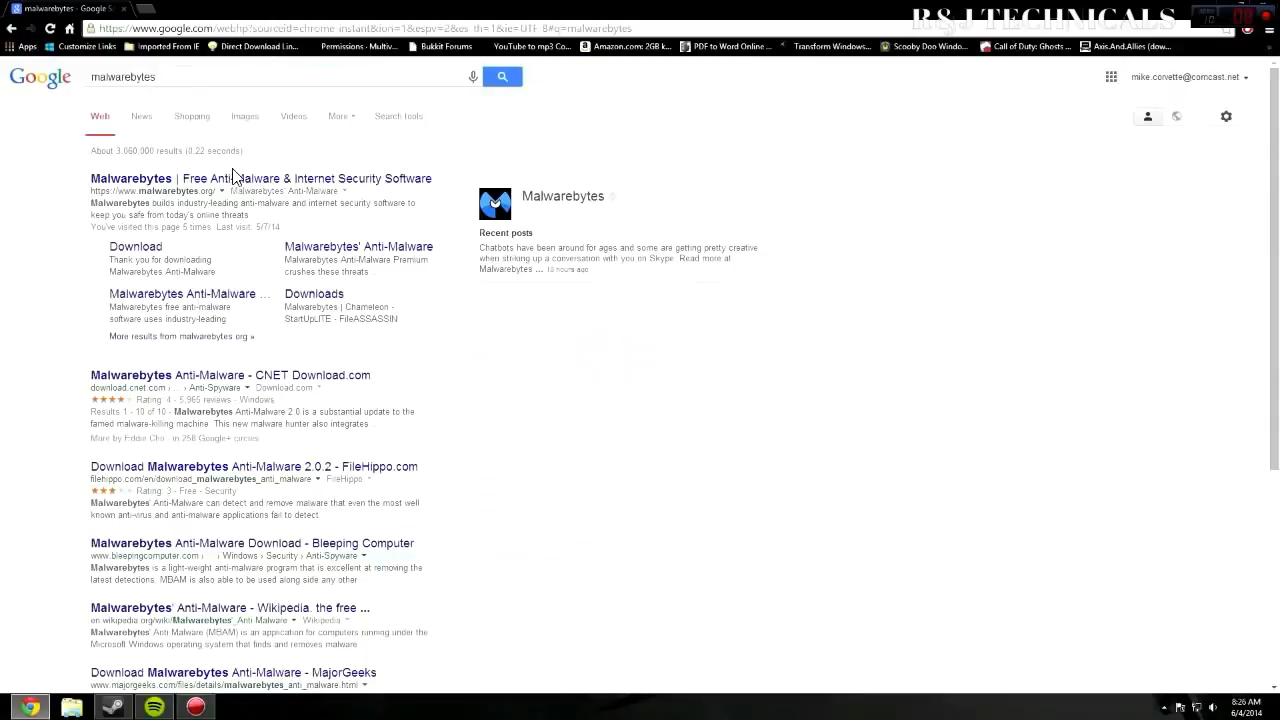 malwarebytes - Google S
R&J TECHNICALS
https://www.google.com/webhp?sourceid=chrome-instant&ion=1&espv=2&es_th=1&ie=UTF-8#q=malwarebytes
Apps Customize Links Imported From IE Direct Download Lin... Permissions - Multiv... Bukkit Forums YouTube to mp3 Co... Amazon.com: 2GB k... PDF to Word Online ... Transform Windows... Scooby Doo Window... Call of Duty: Ghosts ... Axis.And.Allies (dow...
Google malwarebytes mike.corvette@comcast.net
Web News Shopping Images Videos More Search tools
About 3,060,000 results (0.22 seconds)
Malwarebytes | Free Anti-Malware & Internet Security Software
https://www.malwarebytes.org/ Malwarebytes' Anti-Malware
Malwarebytes builds industry-leading anti-malware and internet security software to
keep you safe from today's online threats
You've visited this page 5 times. Last visit: 5/7/14
Malwarebytes
Recent posts
Chatbots have been around for ages and some are getting pretty creative
when striking up a conversation with you on Skype. Read more at
Malwarebytes ... 18 hours ago
Download
Thank you for downloading
Malwarebytes Anti-Malware
Malwarebytes' Anti-Malware
Malwarebytes Anti-Malware Premium
crushes these threats
Malwarebytes Anti-Malware ...
Malwarebytes free anti-malware
software uses industry-leading
Downloads
Malwarebytes | Chameleon -
StartUpLITE - FileASSASSIN
More results from malwarebytes.org »
Malwarebytes Anti-Malware - CNET Download.com
download.cnet.com › ... › Anti-Spyware Download.com
Rating: 4 - 5,965 reviews - Windows
Results 1 - 10 of 10 - Malwarebytes Anti-Malware 2.0 is a substantial update to the
famed malware-killing machine. This new malware hunter also integrates ...
More by Eddie Cho - in 258 Google+ circles
Download Malwarebytes Anti-Malware 2.0.2 - FileHippo.com
filehippo.com/en/download_malwarebytes_anti_malware FileHippo
Rating: 3 - Free - Security
Malwarebytes' Anti-Malware can detect and remove malware that even the most well
known anti-virus and anti-malware applications fail to detect.
Malwarebytes Anti-Malware Download - Bleeping Computer
www.bleepingcomputer.com › ... › Windows › Security › Anti-Spyware
Malwarebytes is a light-weight anti-malware program that is excellent at removing the
latest detections. MBAM is also able to be used along side any other
Malwarebytes' Anti-Malware - Wikipedia, the free ...
en.wikipedia.org/wiki/Malwarebytes'_Anti-Malware Wikipedia
Malwarebytes' Anti-Malware (MBAM) is an application for computers running under the
Microsoft Windows operating system that finds and removes malware.
Download Malwarebytes Anti-Malware - MajorGeeks
www.majorgeeks.com/files/details/malwarebytes_anti_malware.html
8:26 AM
6/4/2014